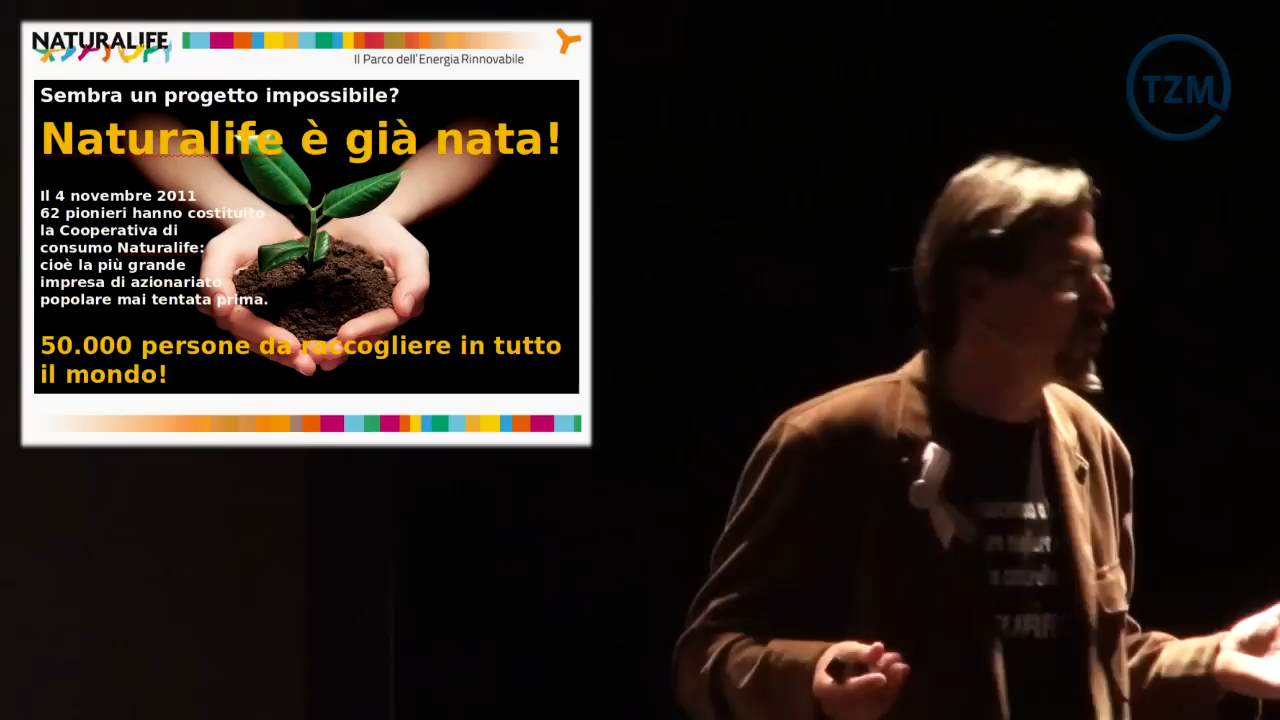 NATURALIFE
Il Parco dell'Energia Rinnovabile
Sembra un progetto impossibile?
Naturalife è già nata!
Il 4 novembre 2011
62 pionieri hanno costituito
la Cooperativa di
consumo Naturalife:
cioè la più grande
impresa di azionariato
popolare mai tentata prima.
50.000 persone da raccogliere in tutto
il mondo!
TZM